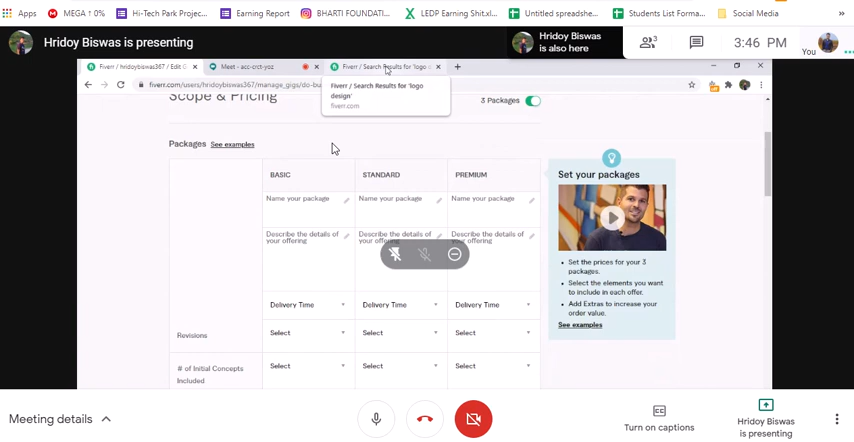 Apps
MEGA ↑ 0%
Hi-Tech Park Projec...
Earning Report
BHARTI FOUNDATI...
LEDP Earning Shit.xl...
Untitled spreadshe...
Students List Forma...
Social Media
Hridoy Biswas is presenting
Hridoy Biswas
is also here
3
3:46 PM
You
Fiverr / hridoybiswas367 / Edit G
Meet - acc-crct-yoz
Fiverr / Search Results for 'logo d
fiverr.com/users/hridoybiswas367/manage_gigs/do-bu
Fiverr / Search Results for 'logo
design'
fiverr.com
Scope & Pricing
3 Packages
Packages See examples
BASIC STANDARD PREMIUM
Name your package Name your package Name your package
Describe the details of Describe the details of Describe the details of
your offering your offering your offering
Delivery Time Delivery Time Delivery Time
Revisions Select Select Select
# of Initial Concepts Select Select Select
Included
Set your packages
• Set the prices for your 3
packages.
• Select the elements you want
to include in each offer.
• Add Extras to increase your
order value.
See examples
Meeting details
Turn on captions
Hridoy Biswas
is presenting